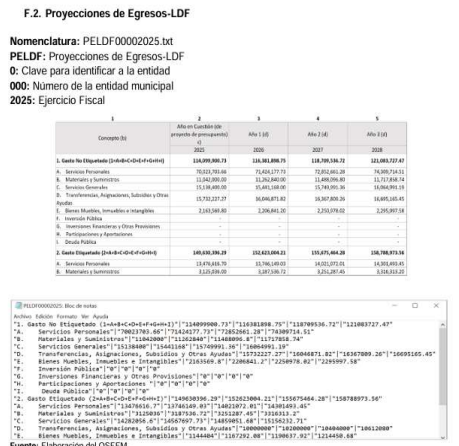 F.2. Proyecciones de Egresos-LDF
Nomenclatura: PELDF00002025.txt
PELDF: Proyecciones de Egresos-LDF
0: Clave para identificar a la entidad
000: Número de la entidad municipal
2025: Ejercicio Fiscal
1 2 3 4 5
Concepto (b) Año en Cuestión (de proyecto de presupuesto) c) Año 1 (d) Año 2 (d) Año 3 (d)
2025 2026 2027 2028
1. Gasto No Etiquetado (1=A+B+C+D+E+F+G+H+I) 114,099,900.73 116,381,898.75 118,709,536.72 121,083,727.47
A. Servicios Personales 70,023,703.66 71,424,177.73 72,852,661.28 74,309,714.51
B. Materiales y Suministros 11,042,000.00 11,262,840.00 11,488,096.80 11,717,858.74
C. Servicios Generales 15,138,400.00 15,441,168.00 15,749,991.36 16,064,991.19
D. Transferencias, Asignaciones, Subsidios y Otras Ayudas 15,732,227.27 16,046,871.82 16,367,809.26 16,695,165.45
E. Bienes Muebles, Inmuebles e Intangibles 2,163,569.80 2,206,841.20 2,250,978.02 2,295,997.58
F. Inversión Pública - - - -
G. Inversiones Financieras y Otras Provisiones - - - -
H. Participaciones y Aportaciones - - - -
I. Deuda Pública - - - -
2. Gasto Etiquetado (2=A+B+C+D+E+F+G+H+I) 149,630,396.29 152,623,004.21 155,675,464.28 158,788,973.56
A. Servicios Personales 13,476,616.70 13,746,149.03 14,021,072.01 14,301,493.45
B. Materiales y Suministros 3,125,036.00 3,187,536.72 3,251,287.45 3,316,313.20
PELDF00002025: Bloc de notas
Archivo Edición Formato Ver Ayuda
"1. Gasto No Etiquetado (1=A+B+C+D+E+F+G+H+I)"|"114099900.73"|"116381898.75"|"118709536.72"|"121083727.47"
"A. Servicios Personales"|"70023703.66"|"71424177.73"|"72852661.28"|"74309714.51"
"B. Materiales y Suministros"|"11042000"|"11262840"|"11488096.8"|"11717858.74"
"C. Servicios Generales"|"15138400"|"15441168"|"15749991.36"|"16064991.19"
"D. Transferencias, Asignaciones, Subsidios y Otras Ayudas"|"15732227.27"|"16046871.82"|"16367809.26"|"16695165.45"
"E. Bienes Muebles, Inmuebles e Intangibles"|"2163569.8"|"2206841.2"|"2250978.02"|"2295997.58"
"F. Inversión Pública"|"0"|"0"|"0"|"0"
"G. Inversiones Financieras y Otras Provisiones"|"0"|"0"|"0"|"0"
"H. Participaciones y Aportaciones "|"0"|"0"|"0"|"0"
"I. Deuda Pública"|"0"|"0"|"0"|"0"
"2. Gasto Etiquetado (2=A+B+C+D+E+F+G+H+I)"|"149630396.29"|"152623004.21"|"155675464.28"|"158788973.56"
"A. Servicios Personales"|"13476616.7"|"13746149.03"|"14021072.01"|"14301493.45"
"B. Materiales y Suministros"|"3125036"|"3187536.72"|"3251287.45"|"3316313.2"
"C. Servicios Generales"|"14282056.6"|"14567697.73"|"14859051.68"|"15156232.71"
"D. Transferencias, Asignaciones, Subsidios y Otras Ayudas"|"10000000"|"10200000"|"10404000"|"10612080"
"E. Bienes Muebles, Inmuebles e Intangibles"|"1144404"|"1167292.08"|"1190637.92"|"1214450.68"
Fuente: Elaboración del OSFEM